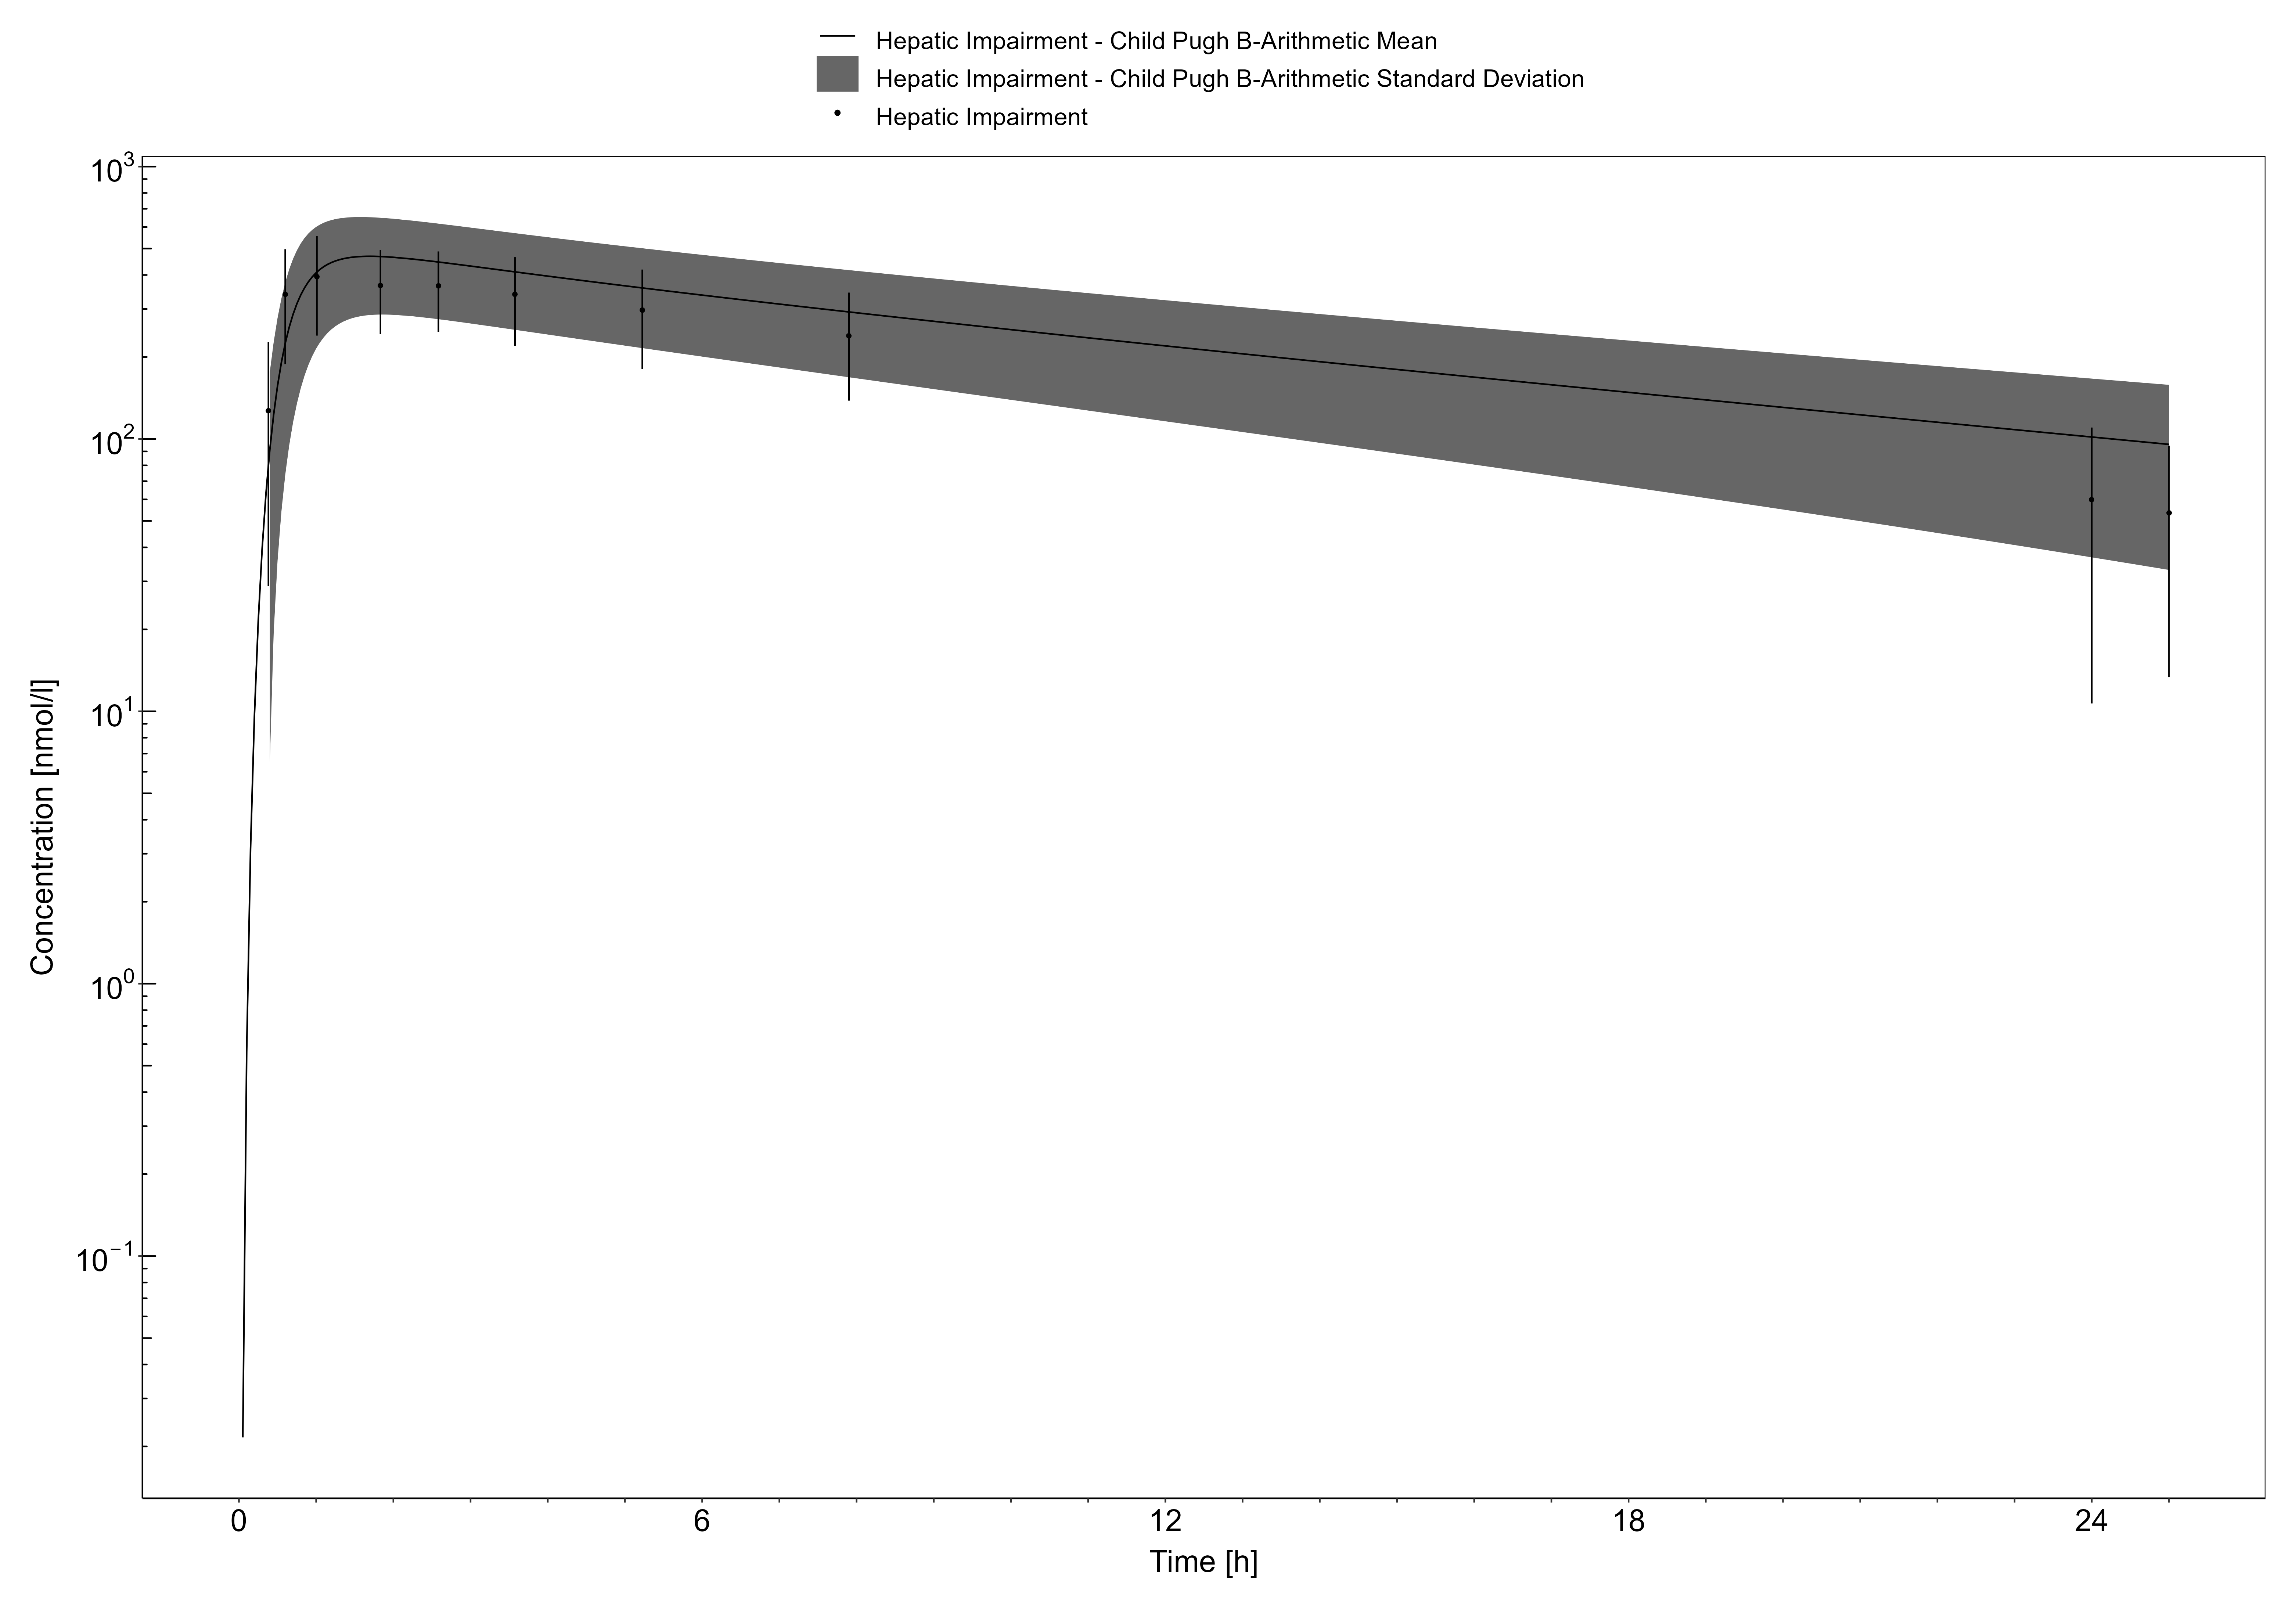 Hepatic Impairment - Child Pugh B-Arithmetic Mean
Hepatic Impairment - Child Pugh B-Arithmetic Standard Deviation
Hepatic Impairment
10³
10²
10¹
10⁰
10⁻¹
Concentration [nmol/l]
0 6 12 18 24
Time [h]